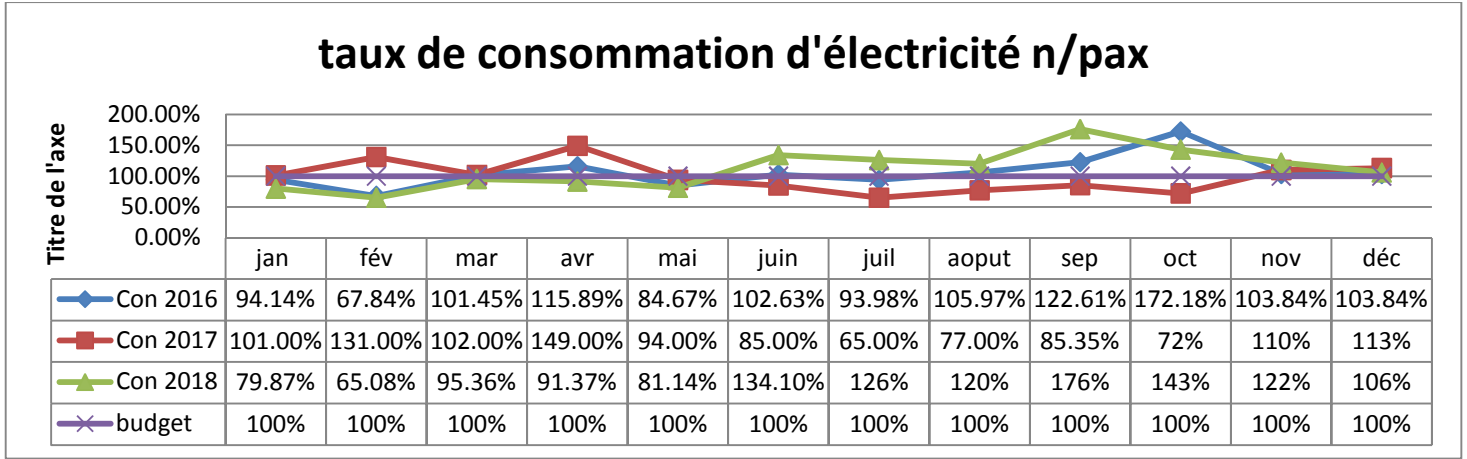 taux de consommation d'électricité n/pax
Titre de l'axe
200.00%
150.00%
100.00%
50.00%
0.00%
jan fév mar avr mai juin juil aoput sep oct nov déc
Con 2016 94.14% 67.84% 101.45% 115.89% 84.67% 102.63% 93.98% 105.97% 122.61% 172.18% 103.84% 103.84%
Con 2017 101.00% 131.00% 102.00% 149.00% 94.00% 85.00% 65.00% 77.00% 85.35% 72% 110% 113%
Con 2018 79.87% 65.08% 95.36% 91.37% 81.14% 134.10% 126% 120% 176% 143% 122% 106%
budget 100% 100% 100% 100% 100% 100% 100% 100% 100% 100% 100% 100%